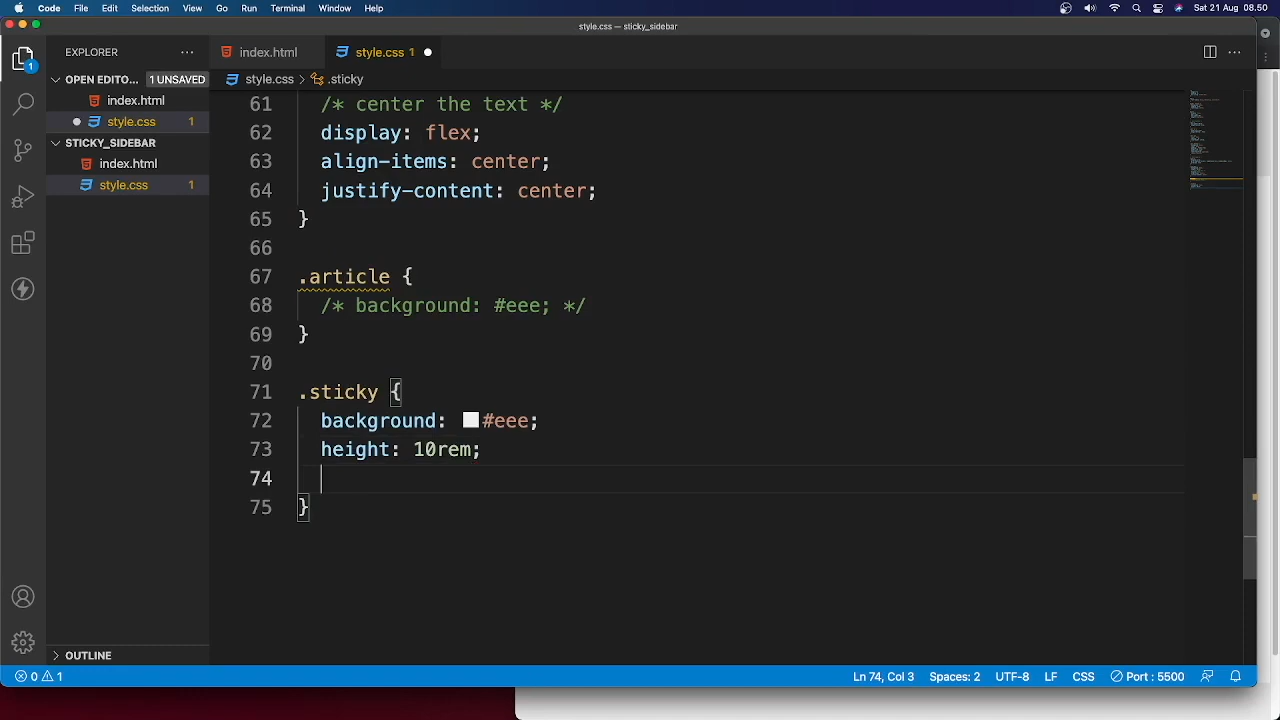 Code File Edit Selection View Go Run Terminal Window Help Sat 21 Aug 08.50
style.css — sticky_sidebar
EXPLORER
index.html style.css 1
OPEN EDITO... 1 UNSAVED
style.css > .sticky
1
index.html
style.css 1
STICKY_SIDEBAR
index.html
style.css 1
61 /* center the text */
62 display: flex;
63 align-items: center;
64 justify-content: center;
65 }
66
67 .article {
68 /* background: #eee; */
69 }
70
71 .sticky {
72 background: #eee;
73 height: 10rem;
74
75 }
OUTLINE
0 1 Ln 74, Col 3 Spaces: 2 UTF-8 LF CSS Port : 5500